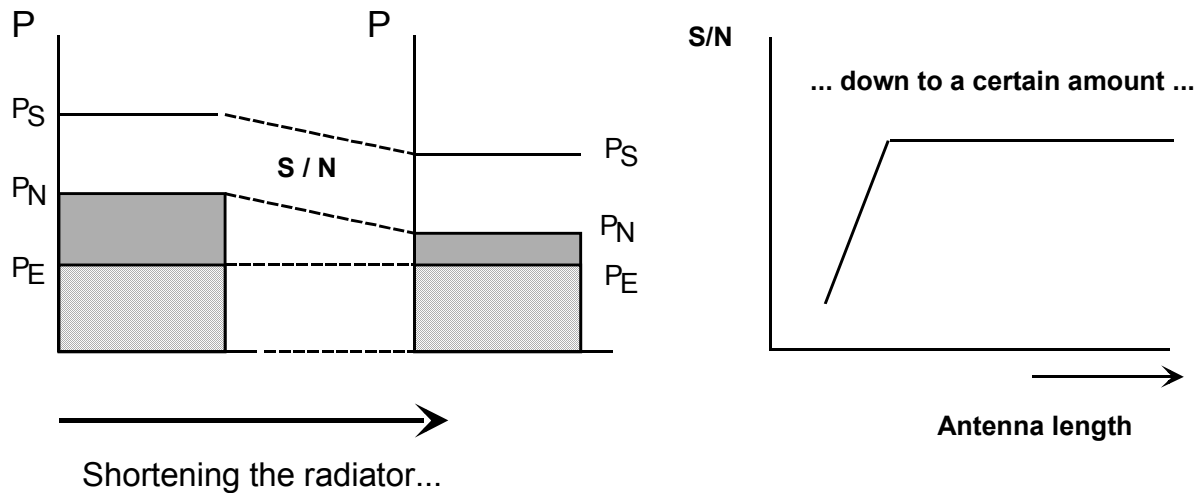 P
PS
PN
PE
S / N
P
PS
PN
PE
Shortening the radiator...
S/N
... down to a certain amount ...
Antenna length